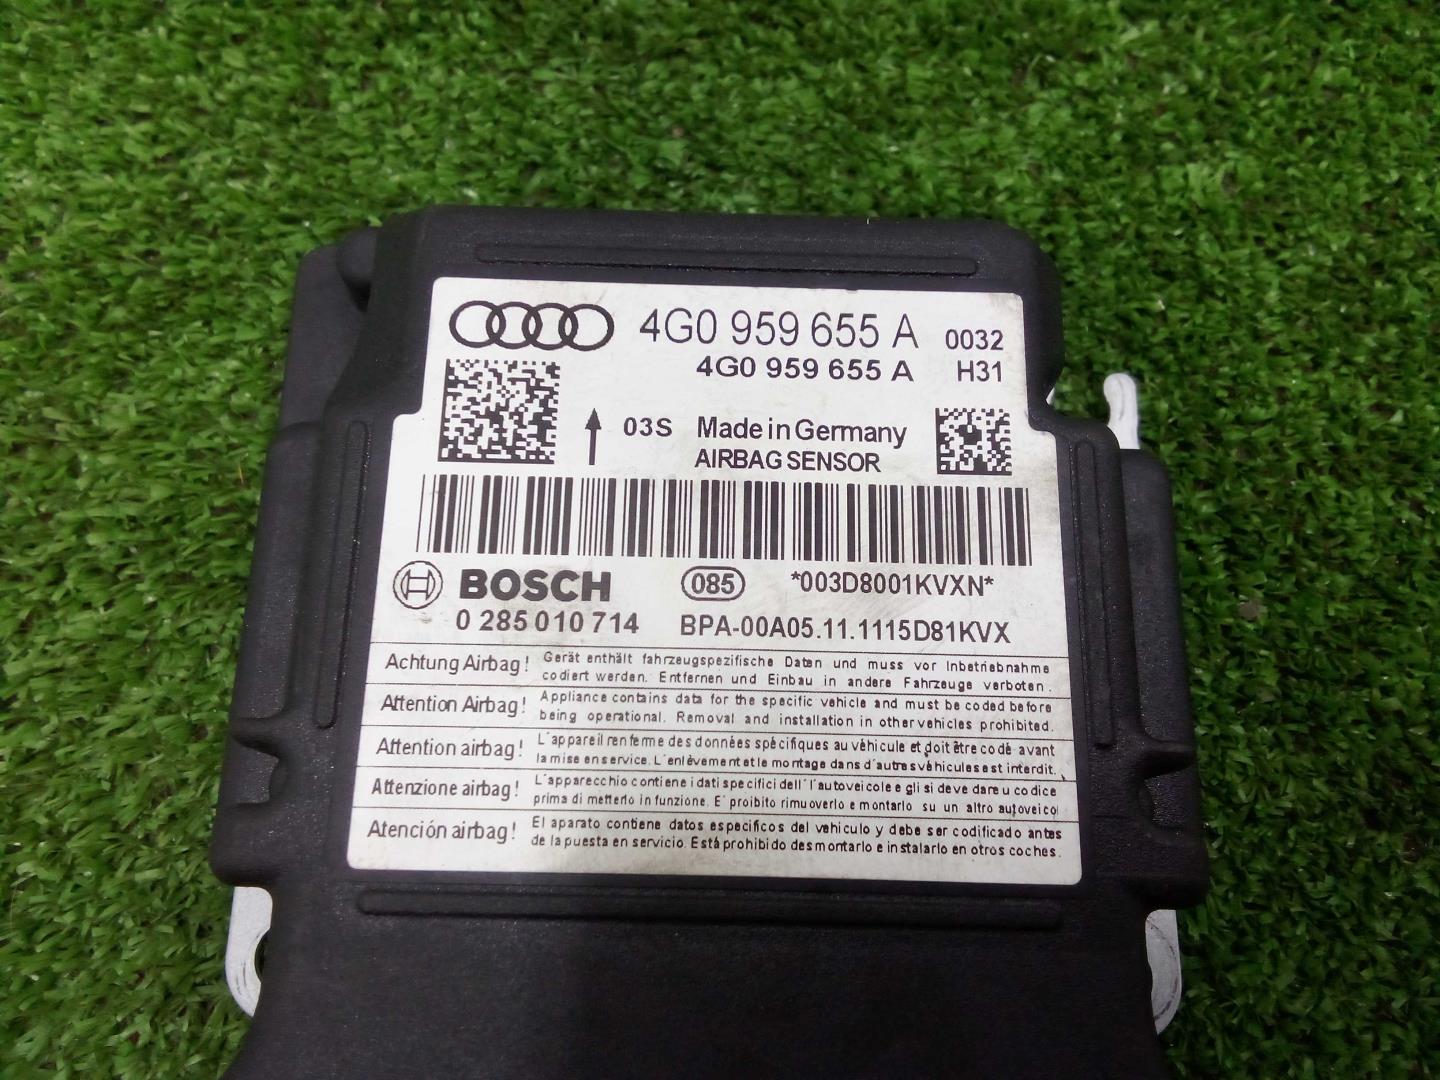 4G0 959 655 A 0032
4G0 959 655 A H31
03S Made in Germany
AIRBAG SENSOR
BOSCH 085 *003D8001KVXN*
0 285 010 714 BPA-00A05.11.1115D81KVX
Achtung Airbag! Gerät enthält fahrzeugspezifische Daten und muss vor Inbetriebnahme
codiert werden. Entfernen und Einbau in andere Fahrzeuge verboten.
Attention Airbag! Appliance contains data for the specific vehicle and must be coded before
being operational. Removal and installation in other vehicles prohibited.
Attention airbag! L'appareil renferme des données spécifiques au véhicule et doit être codé avant
la mise en service. L'enlèvement et le montage dans d'autres véhicules est interdit.
Attenzione airbag! L'apparecchio contiene i dati specifici dell'l'autoveicolo e gli si deve dare u codice
prima di metterlo in funzione. E' proibito rimuoverlo e montarlo su un altro autoveicol
Atención airbag! El aparato contiene datos especificos del vehiculo y debe ser codificado antes
de la puesta en servicio. Está prohibido desmontarlo e instalarlo en otros coches.